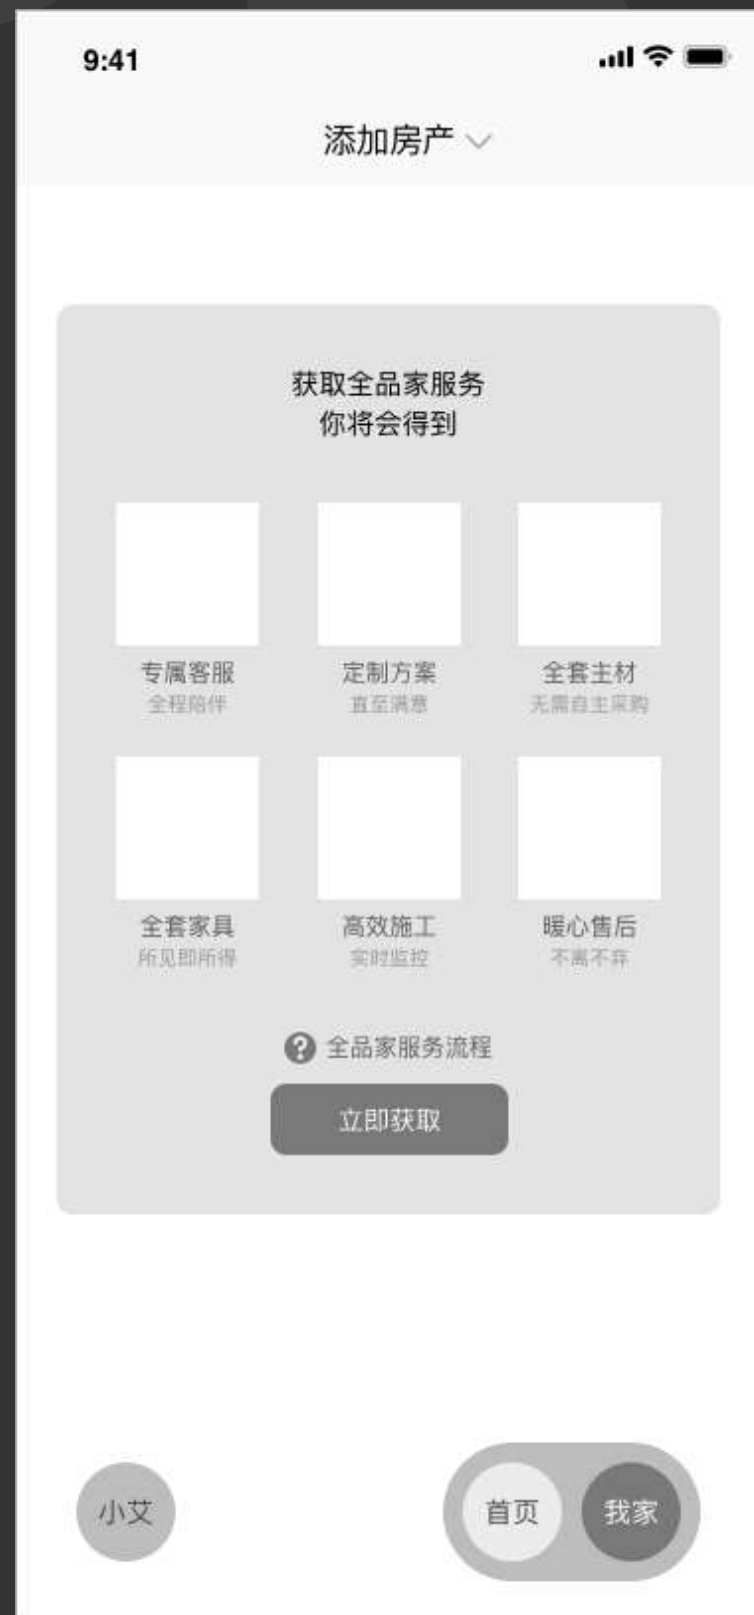 9:41
添加房产
获取全品家服务
你将会得到
专属客服
定制方案
全套主材
全程陪伴
直至满意
无需自主采购
全套家具
高效施工
暖心售后
所见即所得
实时监控
不离不弃
? 全品家服务流程
立即获取
小艾
首页
我家